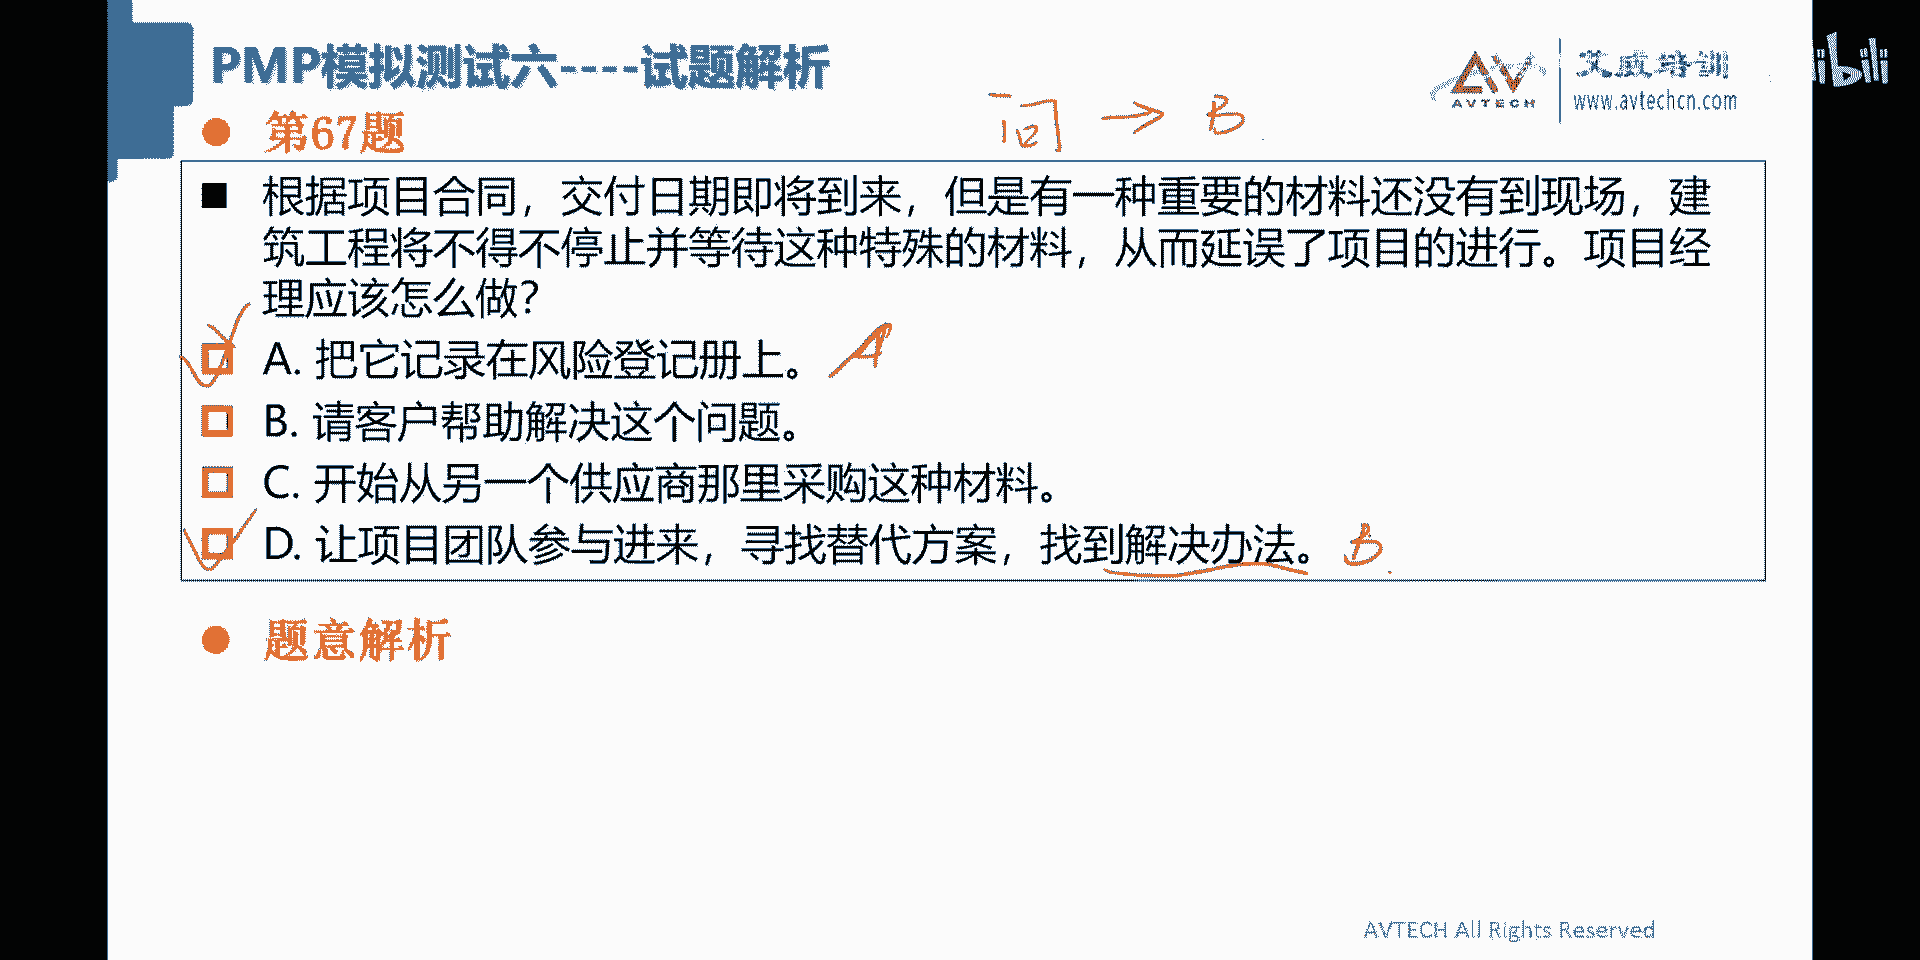 PMP模拟测试六----试题解析
AVTECH
艾威培训
www.avtechcn.com
第67题
问 → B
根据项目合同，交付日期即将到来，但是有一种重要的材料还没有到现场，建
筑工程将不得不停止并等待这种特殊的材料，从而延误了项目的进行。项目经
理应该怎么做？
A. 把它记录在风险登记册上。 A
B. 请客户帮助解决这个问题。
C. 开始从另一个供应商那里采购这种材料。
D. 让项目团队参与进来，寻找替代方案，找到解决办法。 B
题意解析
AVTECH All Rights Reserved